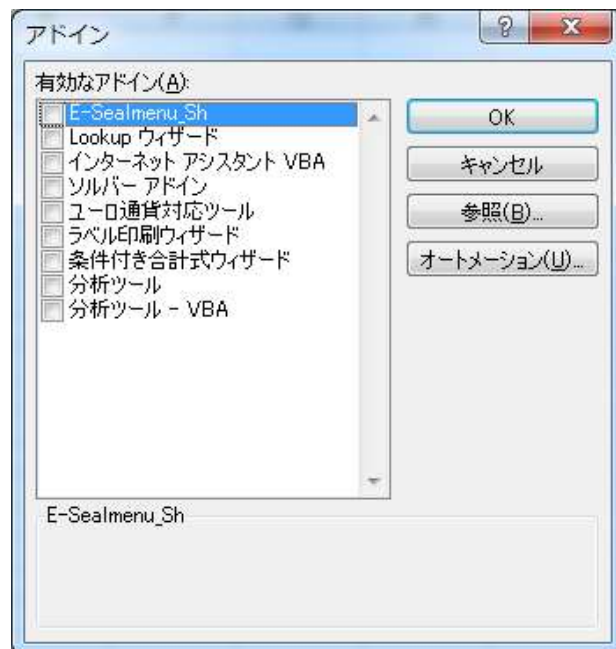 アドイン
有効なアドイン(A):
E-Sealmenu_Sh
Lookup ウィザード
インターネット アシスタント VBA
ソルバー アドイン
ユーロ通貨対応ツール
ラベル印刷ウィザード
条件付き合計式ウィザード
分析ツール
分析ツール - VBA
OK
キャンセル
参照(B)...
オートメーション(U)...
E-Sealmenu_Sh